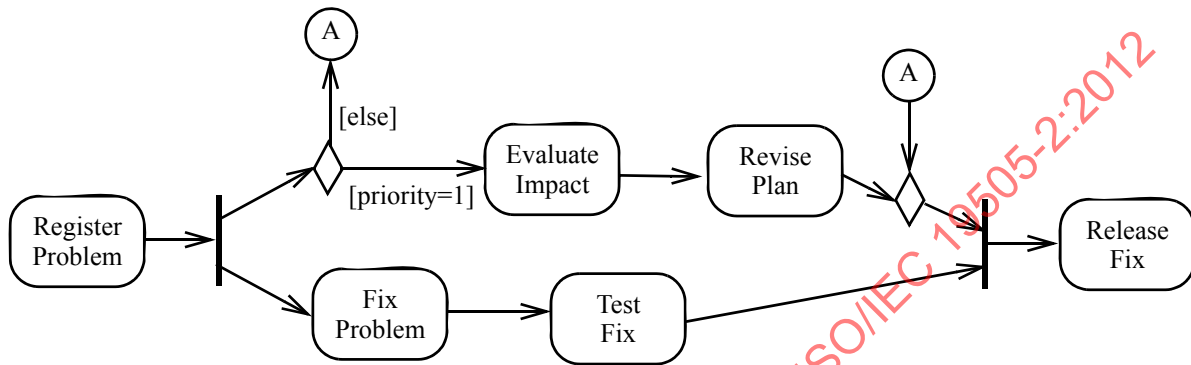 A
[else]
A
Evaluate
Impact
Revise
Plan
[priority=1]
Register
Problem
Release
Fix
Fix
Problem
Test
Fix
SO/IEC 19505-2:2012